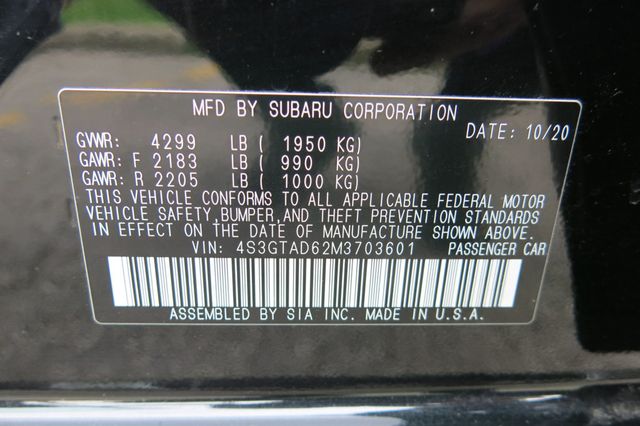 MFD BY SUBARU CORPORATION
DATE: 10/20
GVWR: 4299 LB ( 1950 KG)
GAWR: F 2183 LB ( 990 KG)
GAWR: R 2205 LB ( 1000 KG)
THIS VEHICLE CONFORMS TO ALL APPLICABLE FEDERAL MOTOR
VEHICLE SAFETY, BUMPER, AND THEFT PREVENTION STANDARDS
IN EFFECT ON THE DATE OF MANUFACTURE SHOWN ABOVE.
VIN: 4S3GTAD62M3703601 PASSENGER CAR
ASSEMBLED BY SIA INC. MADE IN U.S.A.